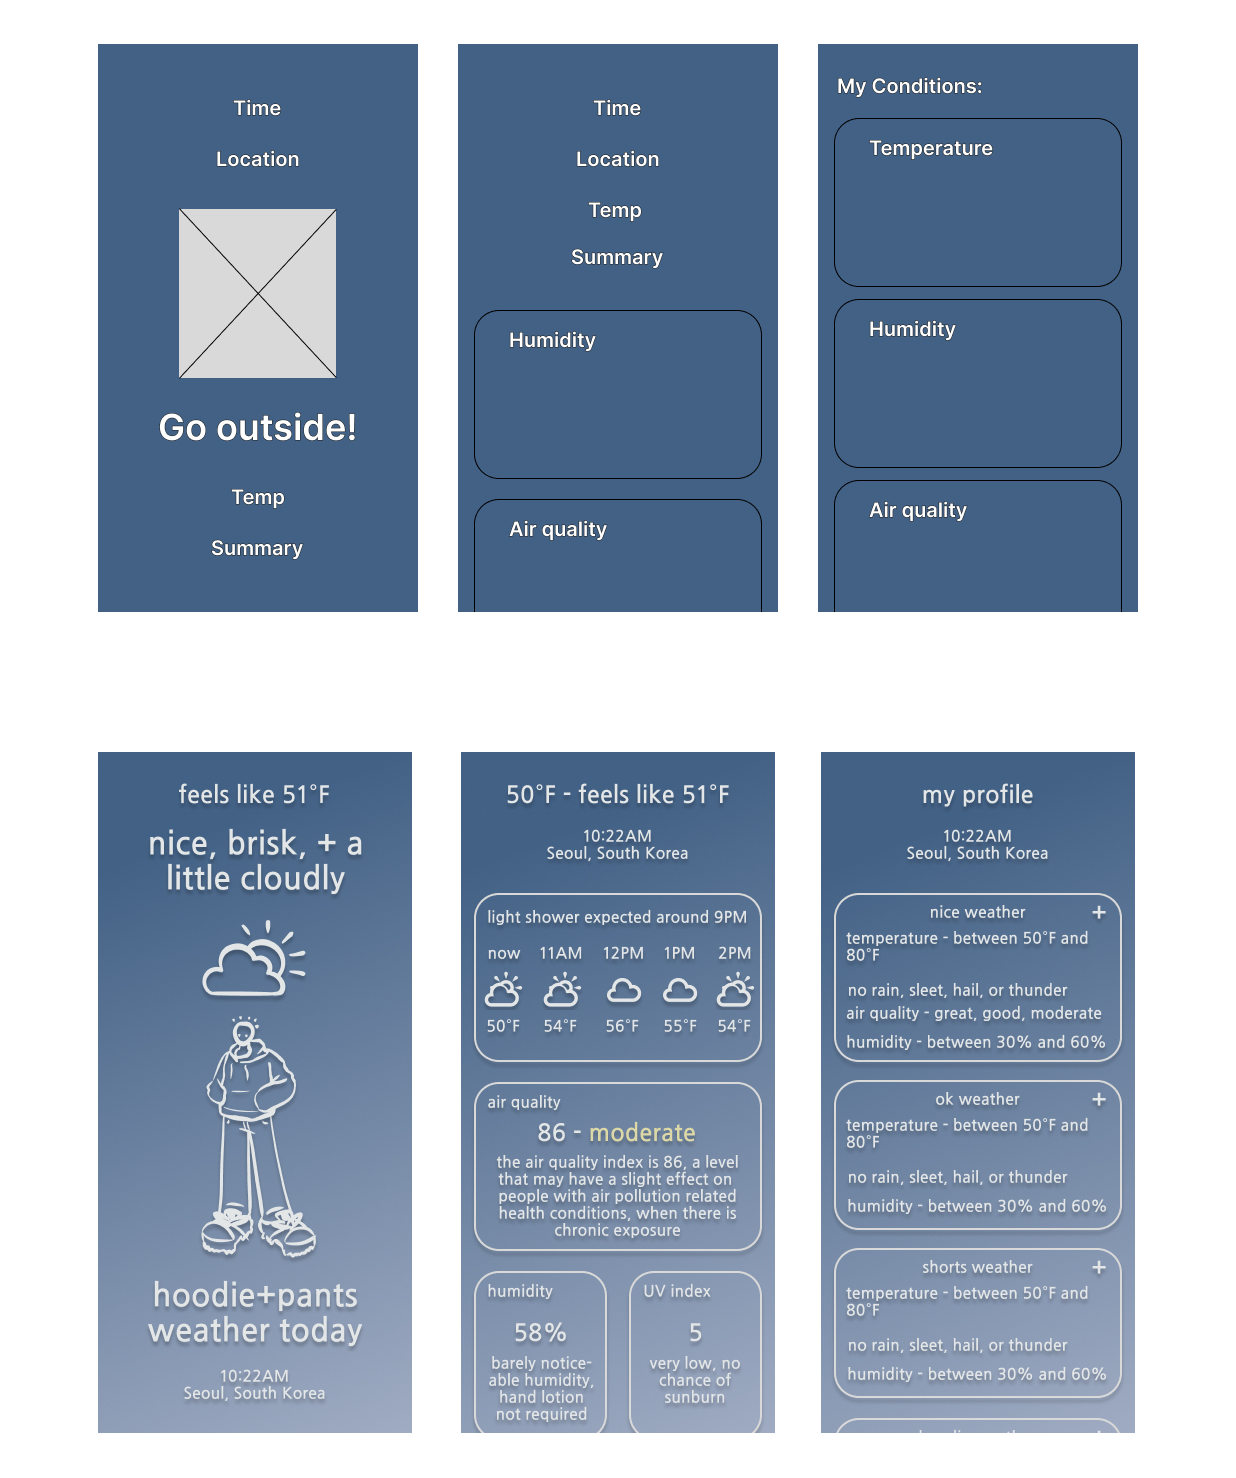 Time
Location
Go outside!
Temp
Summary
Time
Location
Temp
Summary
Humidity
Air quality
My Conditions:
Temperature
Humidity
Air quality
feels like 51°F
nice, brisk, + a
little cloudly
hoodie+pants
weather today
10:22AM
Seoul, South Korea
50°F - feels like 51°F
10:22AM
Seoul, South Korea
light shower expected around 9PM
now 11AM 12PM 1PM 2PM
50°F 54°F 56°F 55°F 54°F
air quality
86 - moderate
the air quality index is 86, a level
that may have a slight effect on
people with air pollution related
health conditions, when there is
chronic exposure
humidity
58%
barely notice-
able humidity,
hand lotion
not required
UV index
5
very low, no
chance of
sunburn
my profile
10:22AM
Seoul, South Korea
nice weather +
temperature - between 50°F and
80°F
no rain, sleet, hail, or thunder
air quality - great, good, moderate
humidity - between 30% and 60%
ok weather +
temperature - between 50°F and
80°F
no rain, sleet, hail, or thunder
humidity - between 30% and 60%
shorts weather +
temperature - between 50°F and
80°F
no rain, sleet, hail, or thunder
humidity - between 30% and 60%